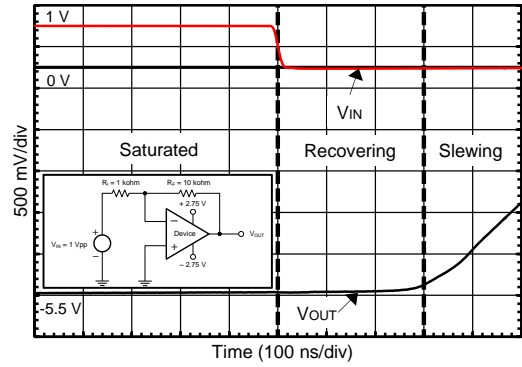 1 V
0 V
VIN
500 mV/div
Saturated
Recovering
Slewing
RI = 1 kohm
RF = 10 kohm
+ 2.75 V
Device
VOUT
VIN = 1 Vpp
− 2.75 V
-5.5 V
VOUT
Time (100 ns/div)